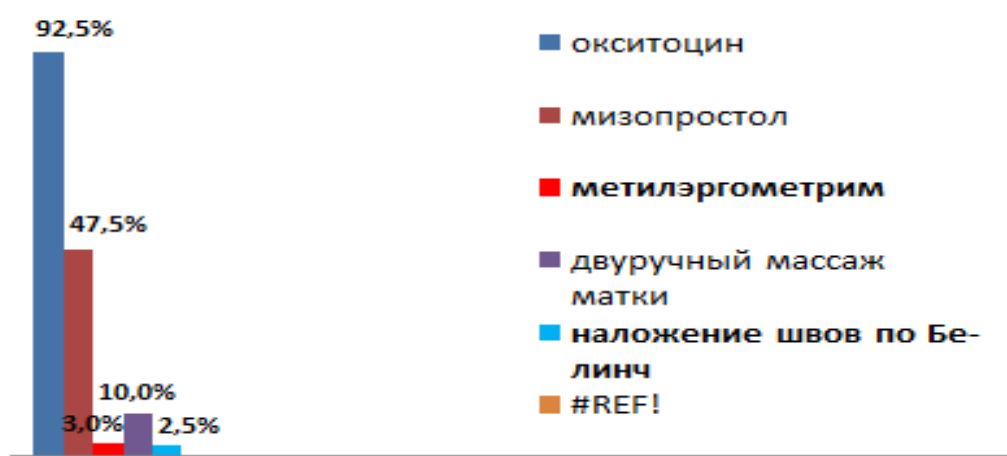 92,5%
47,5%
3,0%
10,0%
2,5%
окситоцин
мизопростол
метилэргометрим
двуручный массаж
матки
наложение швов по Бе-
линч
#REF!